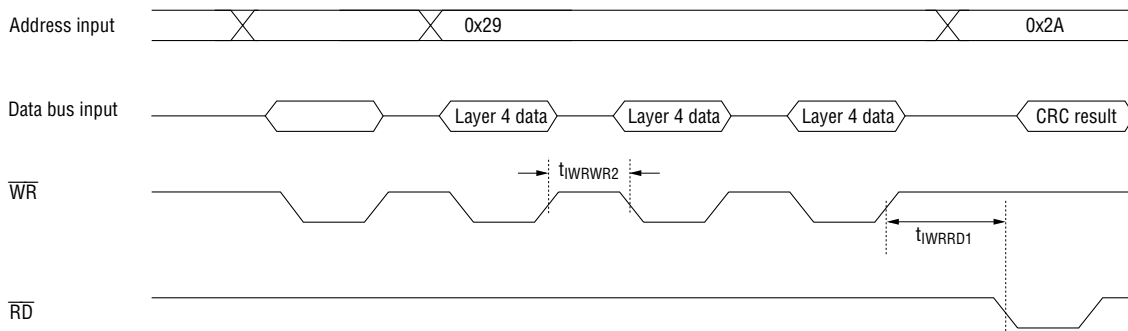 Address input 0x29 0x2A
Data bus input Layer 4 data Layer 4 data Layer 4 data CRC result
tIWRWR2
WR
tIWRRD1
RD